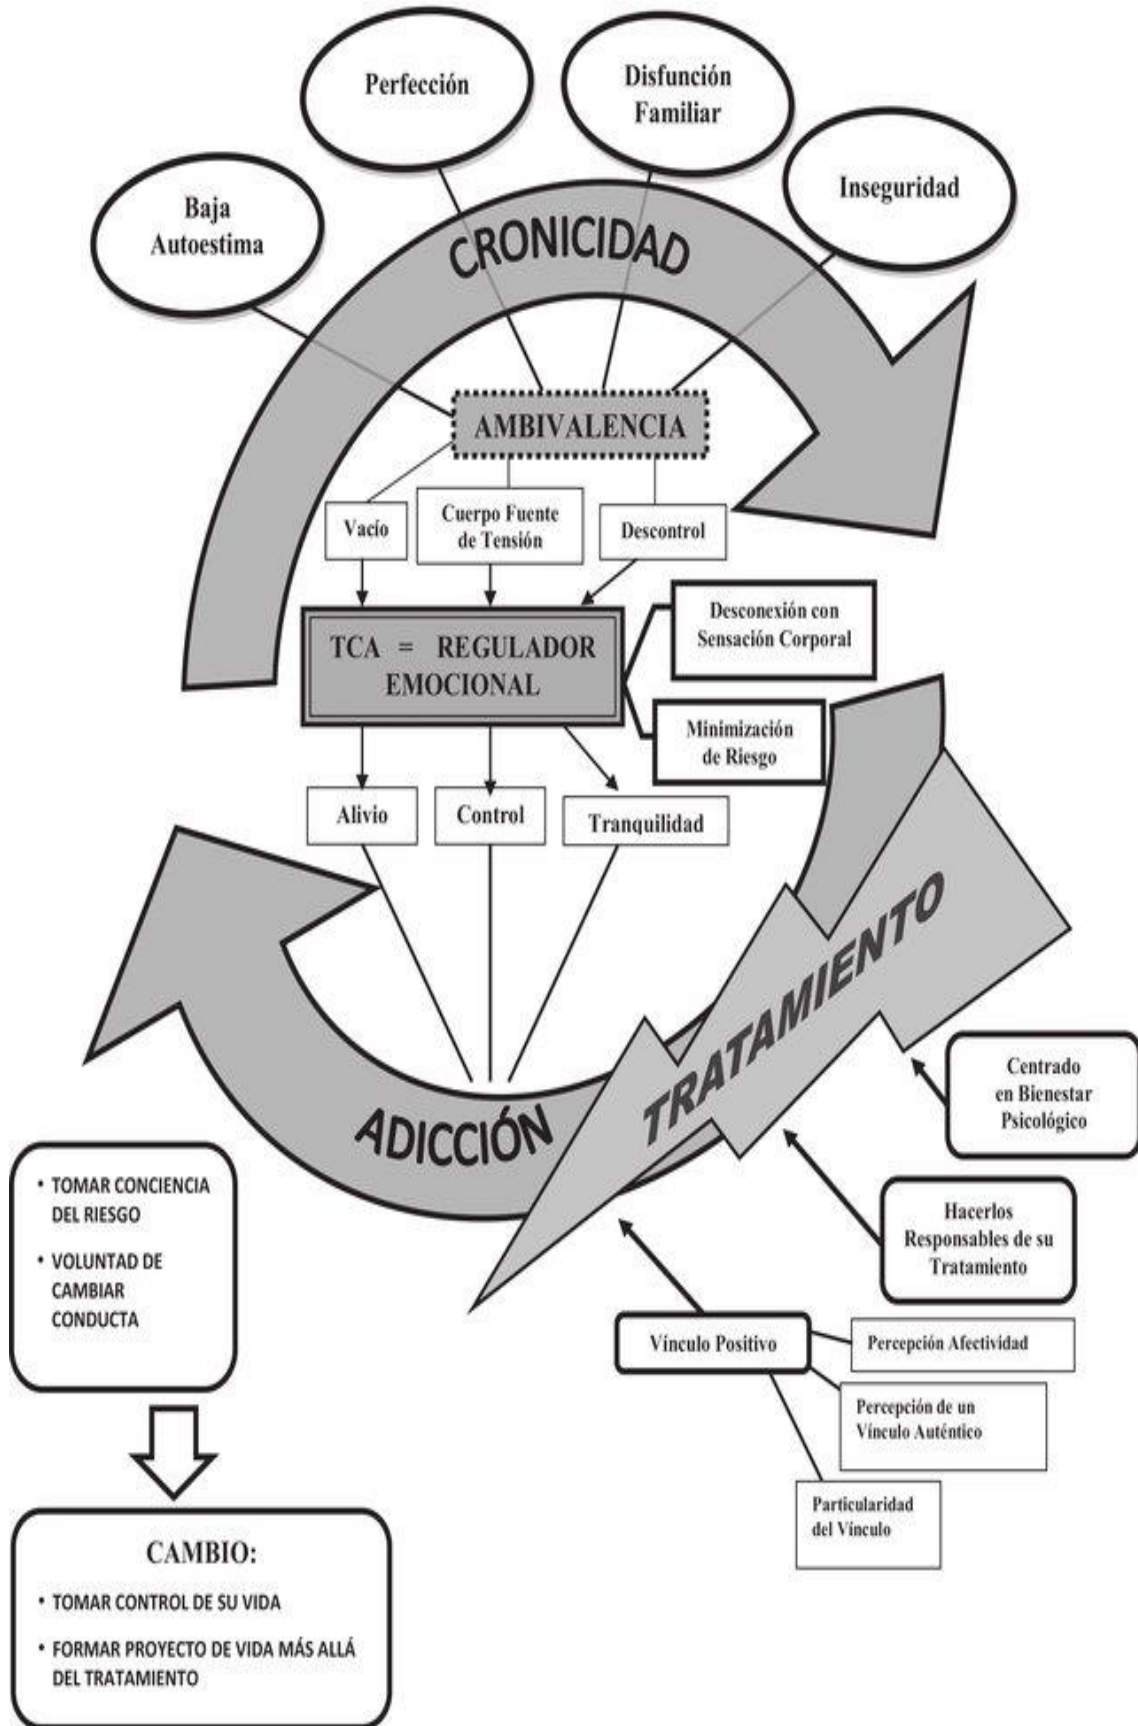 Perfección
Disfunción
Familiar
Inseguridad
Baja
Autoestima
CRONICIDAD
AMBIVALENCIA
Vacío
Cuerpo Fuente
de Tensión
Descontrol
TCA = REGULADOR
EMOCIONAL
Desconexión con
Sensación Corporal
Minimización
de Riesgo
Alivio
Control
Tranquilidad
TRATAMIENTO
ADICCIÓN
Centrado
en Bienestar
Psicológico
Hacerlos
Responsables de su
Tratamiento
Vínculo Positivo
Percepción Afectividad
Percepción de un
Vínculo Auténtico
Particularidad
del Vínculo
• TOMAR CONCIENCIA
DEL RIESGO
• VOLUNTAD DE
CAMBIAR
CONDUCTA
CAMBIO:
• TOMAR CONTROL DE SU VIDA
• FORMAR PROYECTO DE VIDA MÁS ALLÁ
DEL TRATAMIENTO